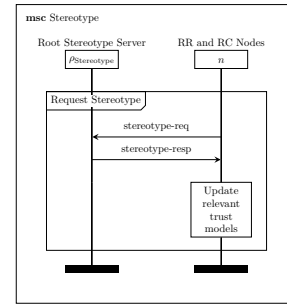 msc Stereotype
Root Stereotype Server
RR and RC Nodes
ρStereotype
n
Request Stereotype
stereotype-req
stereotype-resp
Update
relevant
trust
models